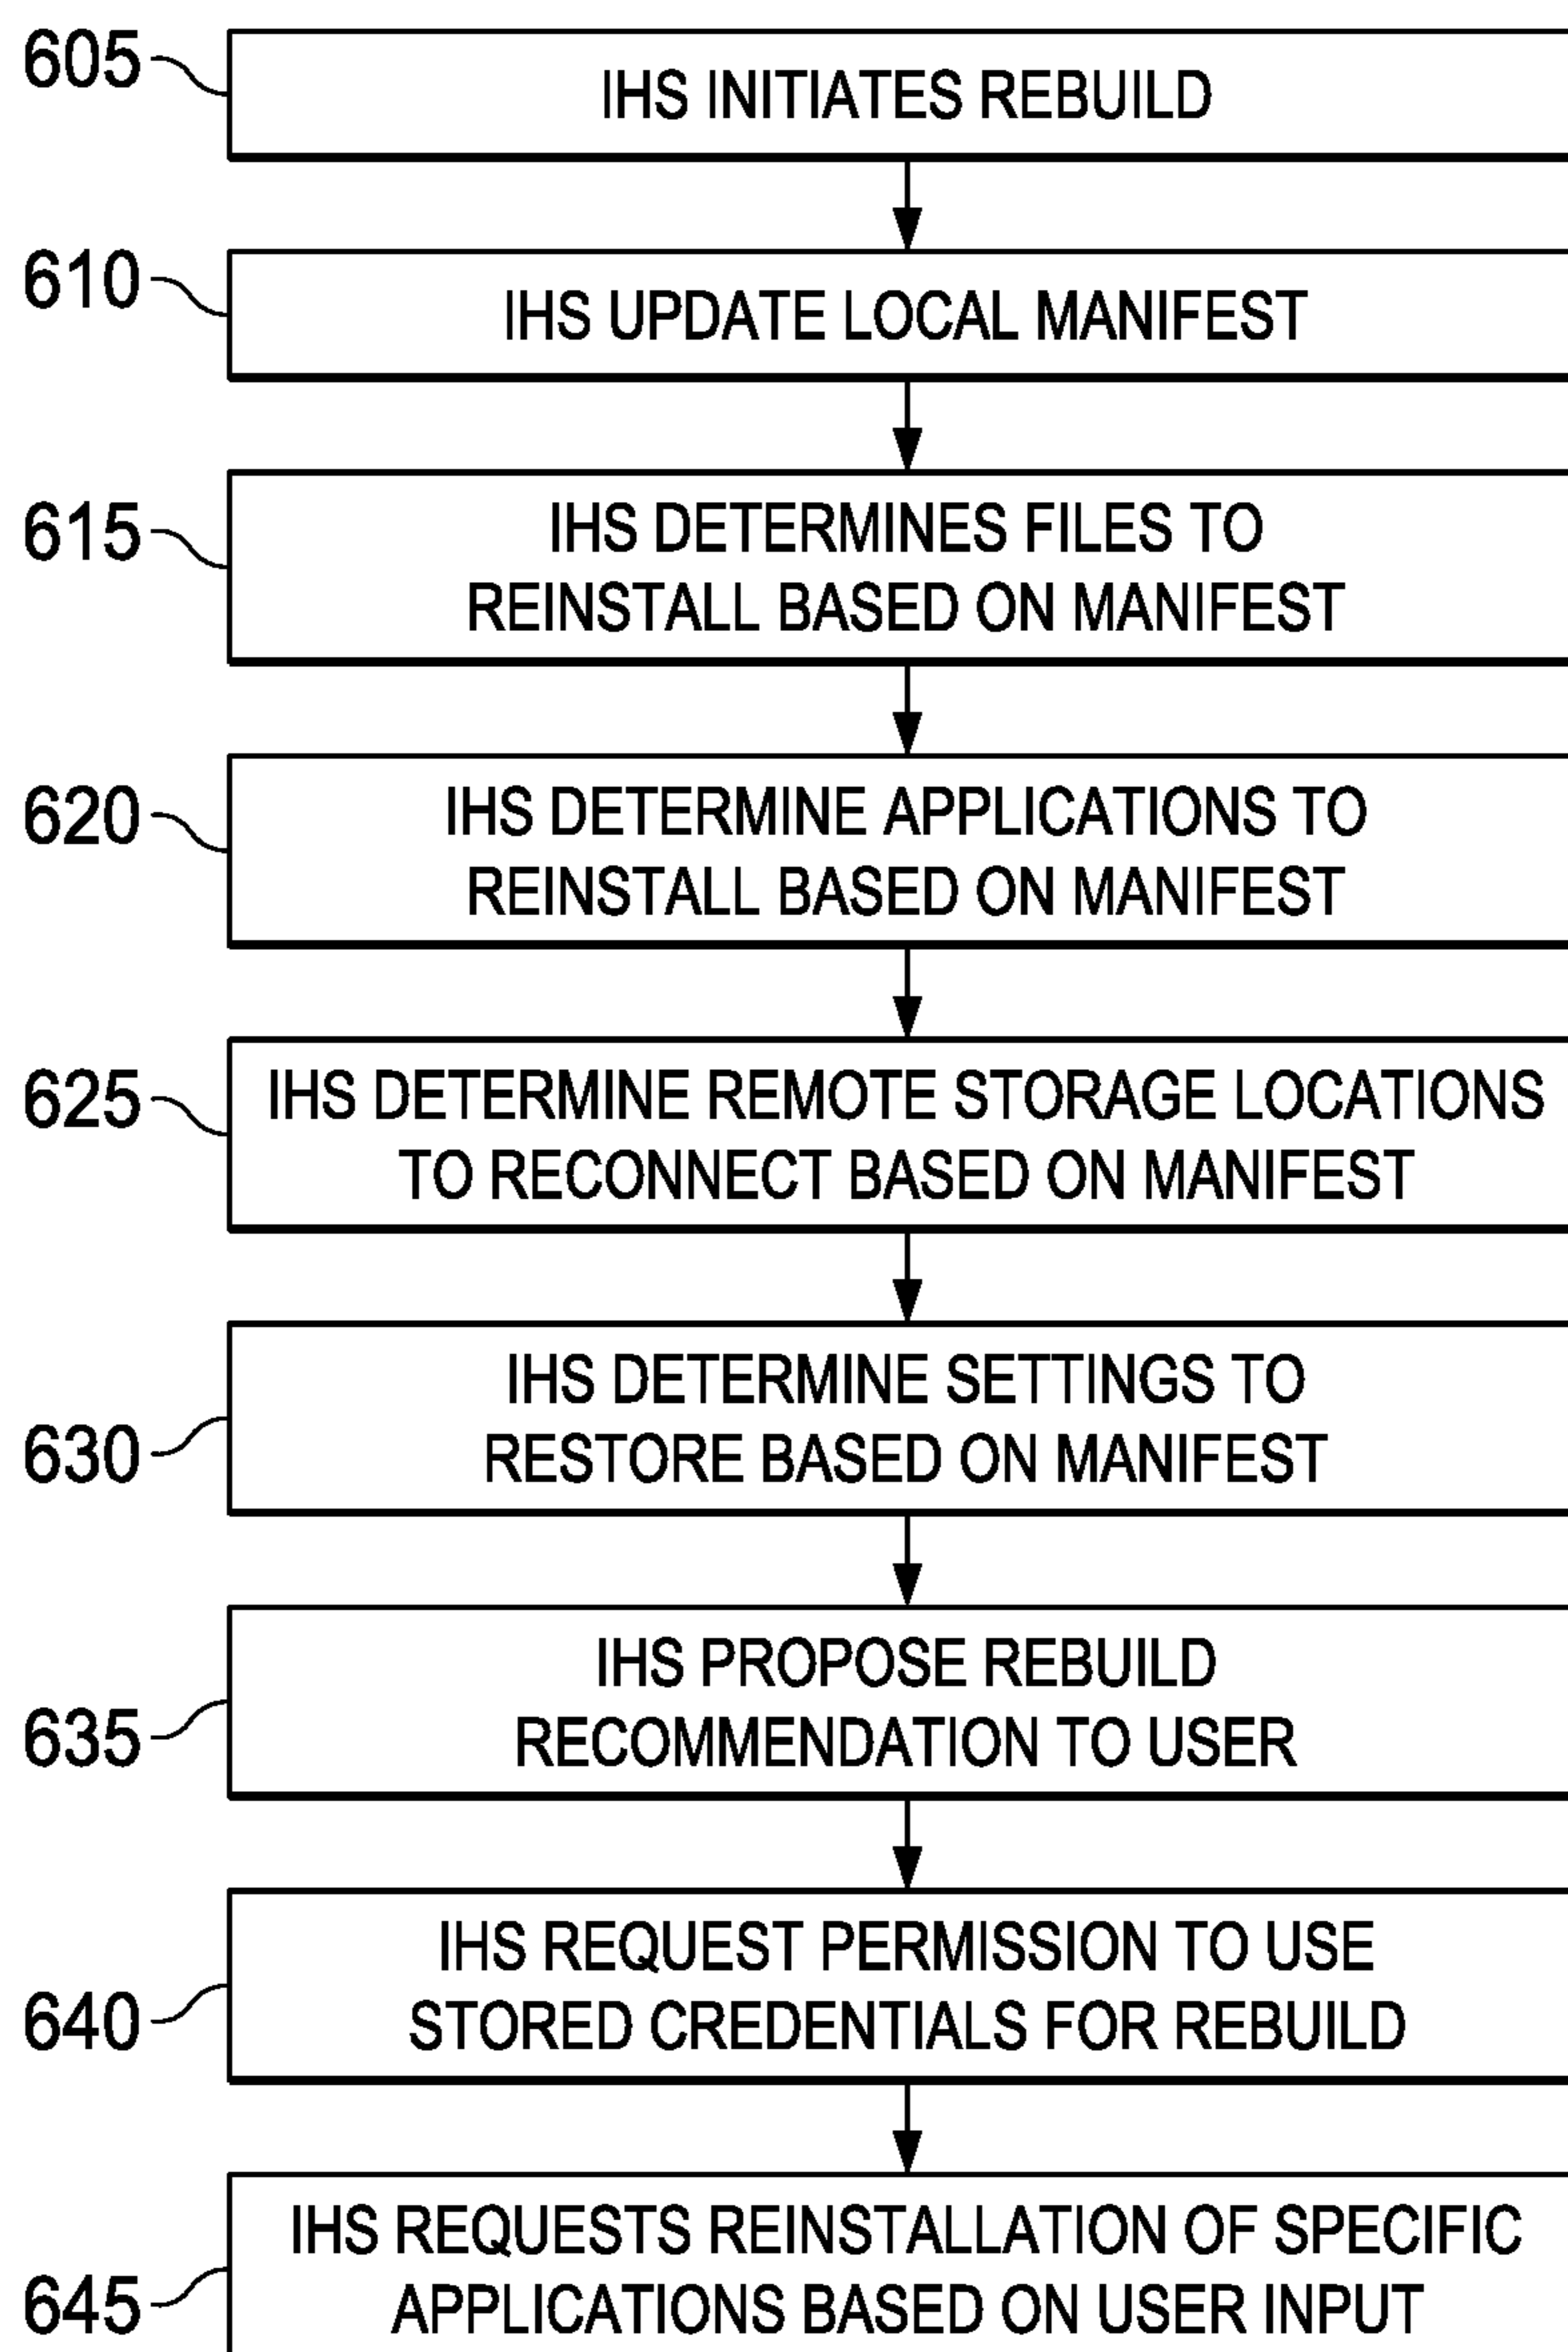 605
IHS INITIATES REBUILD
610
IHS UPDATE LOCAL MANIFEST
615
IHS DETERMINES FILES TO
REINSTALL BASED ON MANIFEST
620
IHS DETERMINE APPLICATIONS TO
REINSTALL BASED ON MANIFEST
625
IHS DETERMINE REMOTE STORAGE LOCATIONS
TO RECONNECT BASED ON MANIFEST
630
IHS DETERMINE SETTINGS TO
RESTORE BASED ON MANIFEST
635
IHS PROPOSE REBUILD
RECOMMENDATION TO USER
640
IHS REQUEST PERMISSION TO USE
STORED CREDENTIALS FOR REBUILD
645
IHS REQUESTS REINSTALLATION OF SPECIFIC
APPLICATIONS BASED ON USER INPUT